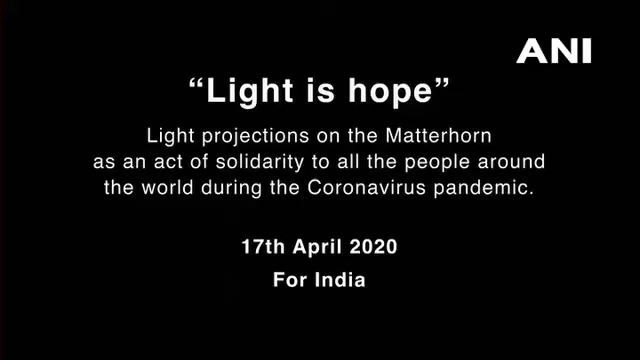 ANI
“Light is hope”
Light projections on the Matterhorn
as an act of solidarity to all the people around
the world during the Coronavirus pandemic.
17th April 2020
For India